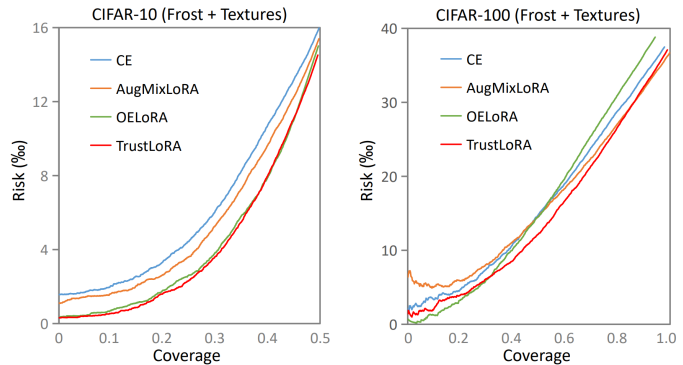 CIFAR-10 (Frost + Textures)
16
12
8
4
0
Risk (‰)
CE
AugMixLoRA
OELoRA
TrustLoRA
0 0.1 0.2 0.3 0.4 0.5
Coverage
CIFAR-100 (Frost + Textures)
40
30
20
10
0
Risk (‰)
CE
AugMixLoRA
OELoRA
TrustLoRA
0 0.2 0.4 0.6 0.8 1.0
Coverage